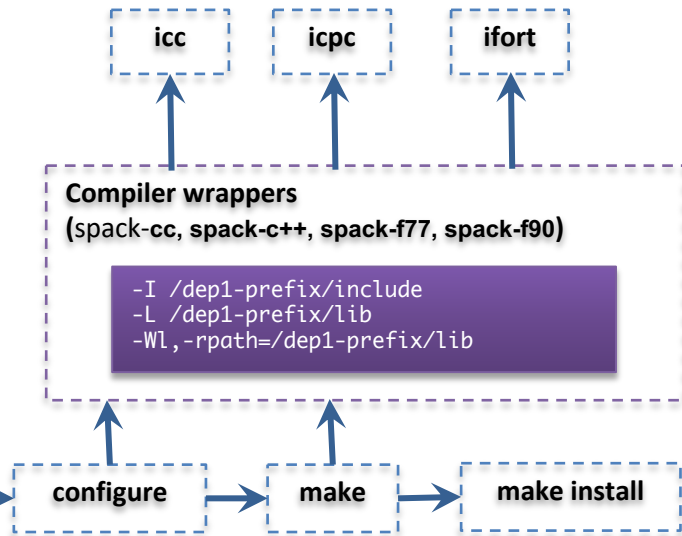 icc
icpc
ifort
Compiler wrappers
(spack-cc, spack-c++, spack-f77, spack-f90)
-I /dep1-prefix/include
-L /dep1-prefix/lib
-Wl,-rpath=/dep1-prefix/lib
configure
make
make install